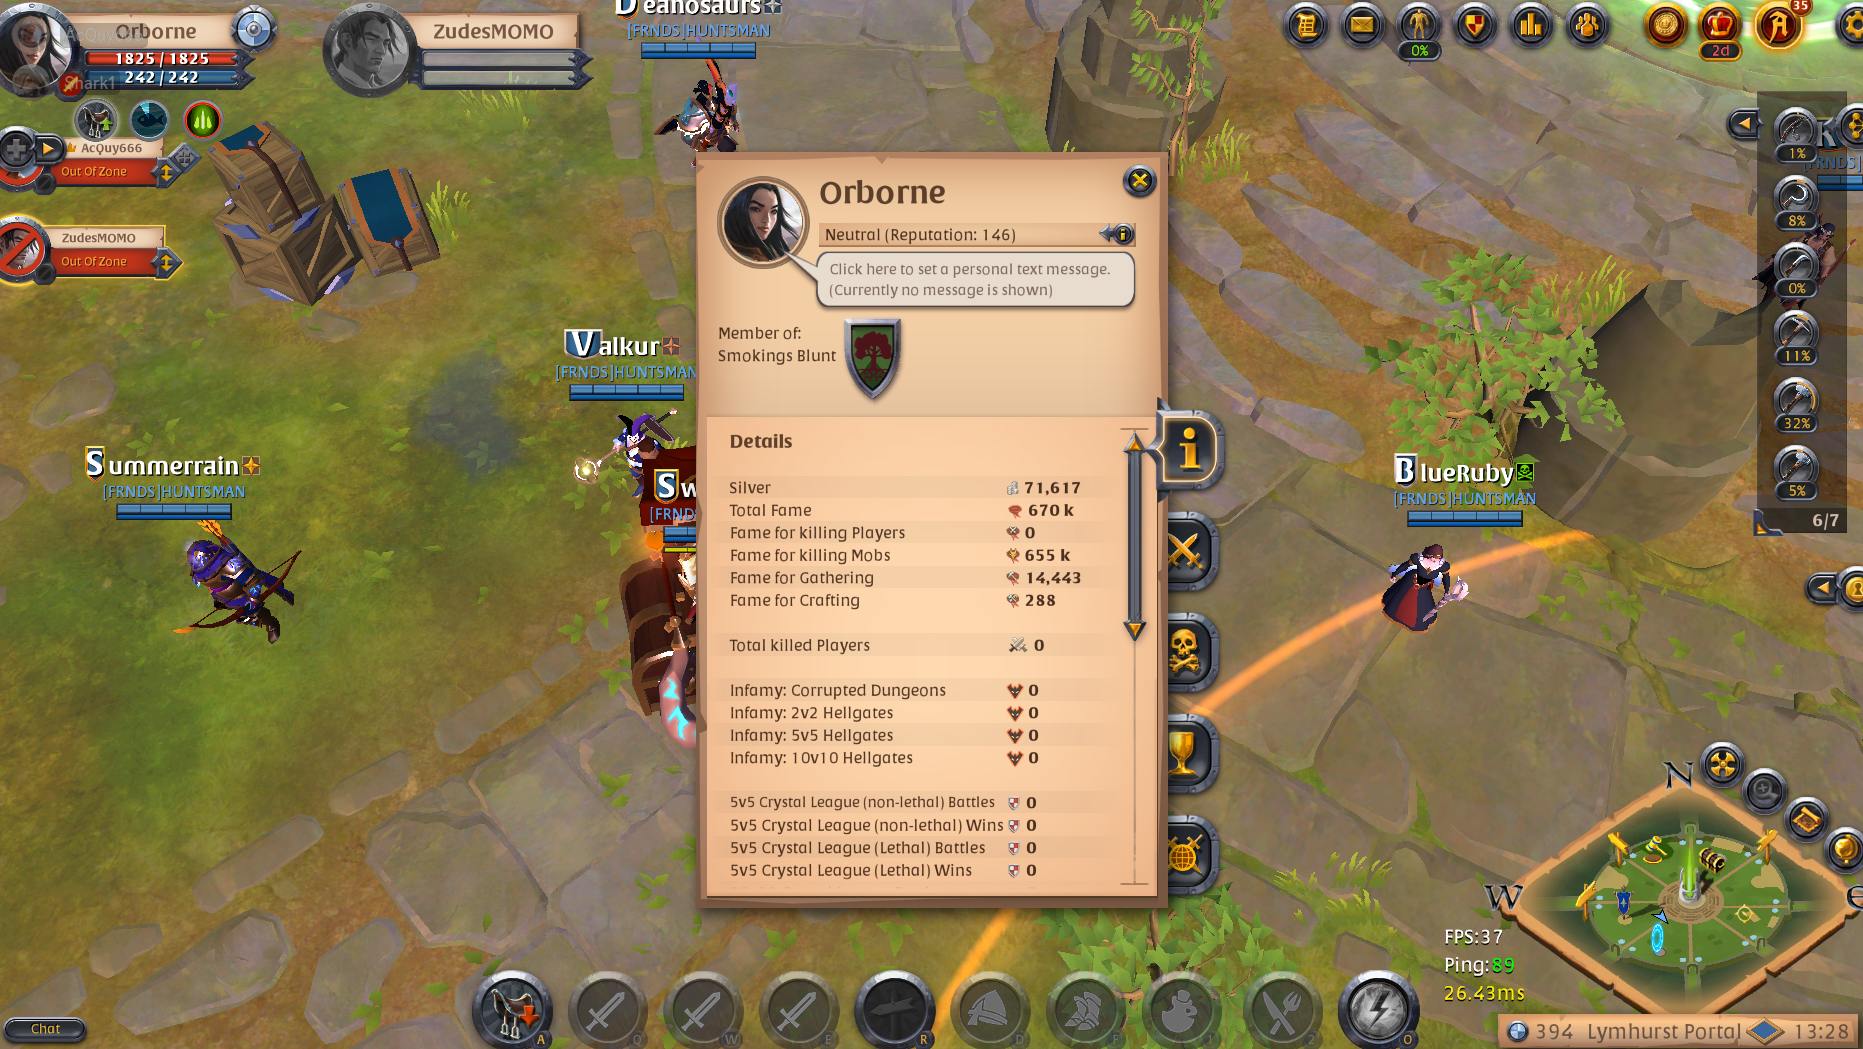 Orborne
1825 / 1825
242 / 242
Shark1
ZudesMOMO
Deanosaurs
[FRNDS]HUNTSMAN
0%
2d
35
AcQuy666
Out Of Zone
ZudesMOMO
Out Of Zone
1%
8%
0%
11%
32%
5%
6/7
Valkur
[FRNDS]HUNTSMAN
Summerrain
[FRNDS]HUNTSMAN
Sw
[FRND
BlueRuby
[FRNDS]HUNTSMAN
Orborne
Neutral (Reputation: 146)
Click here to set a personal text message.
(Currently no message is shown)
Member of:
Smokings Blunt
Details
Silver 71,617
Total Fame 670 k
Fame for killing Players 0
Fame for killing Mobs 655 k
Fame for Gathering 14,443
Fame for Crafting 288
Total killed Players 0
Infamy: Corrupted Dungeons 0
Infamy: 2v2 Hellgates 0
Infamy: 5v5 Hellgates 0
Infamy: 10v10 Hellgates 0
5v5 Crystal League (non-lethal) Battles 0
5v5 Crystal League (non-lethal) Wins 0
5v5 Crystal League (Lethal) Battles 0
5v5 Crystal League (Lethal) Wins 0
N
W
e
FPS:37
Ping:89
26.43ms
394 Lymhurst Portal 13:28
Chat
A
Q
W
E
R
D
F
1
2
O